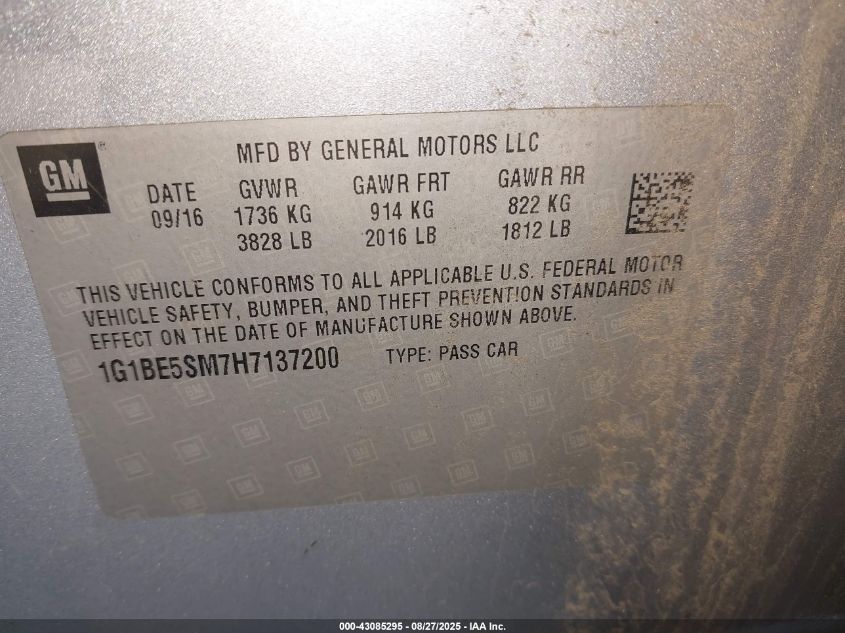 GM
MFD BY GENERAL MOTORS LLC
DATE GVWR GAWR FRT GAWR RR
09/16 1736 KG 914 KG 822 KG
3828 LB 2016 LB 1812 LB
THIS VEHICLE CONFORMS TO ALL APPLICABLE U.S. FEDERAL MOTOR
VEHICLE SAFETY, BUMPER, AND THEFT PREVENTION STANDARDS IN
EFFECT ON THE DATE OF MANUFACTURE SHOWN ABOVE.
1G1BE5SM7H7137200 TYPE: PASS CAR
000-43085295 - 08/27/2025 - IAA Inc.